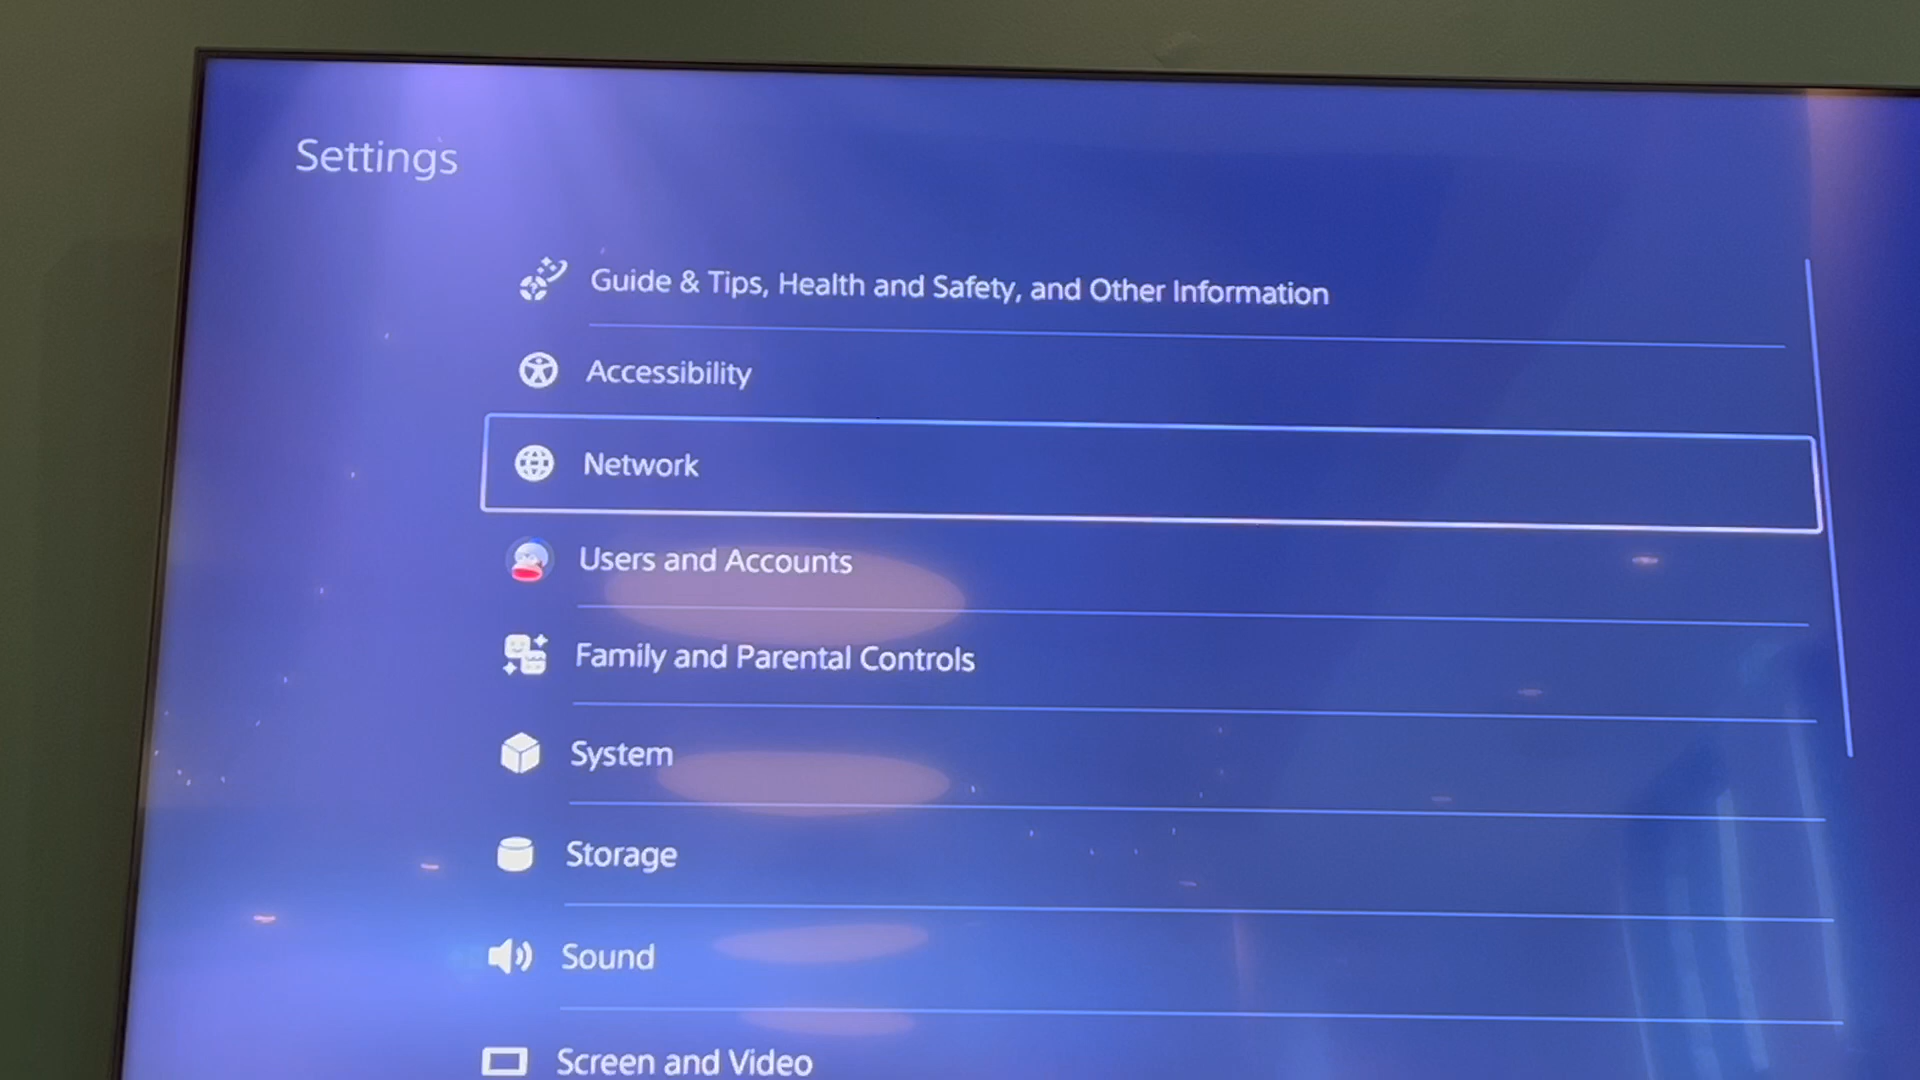 Settings
Guide & Tips, Health and Safety, and Other Information
Accessibility
Network
Users and Accounts
Family and Parental Controls
System
Storage
Sound
Screen and Video